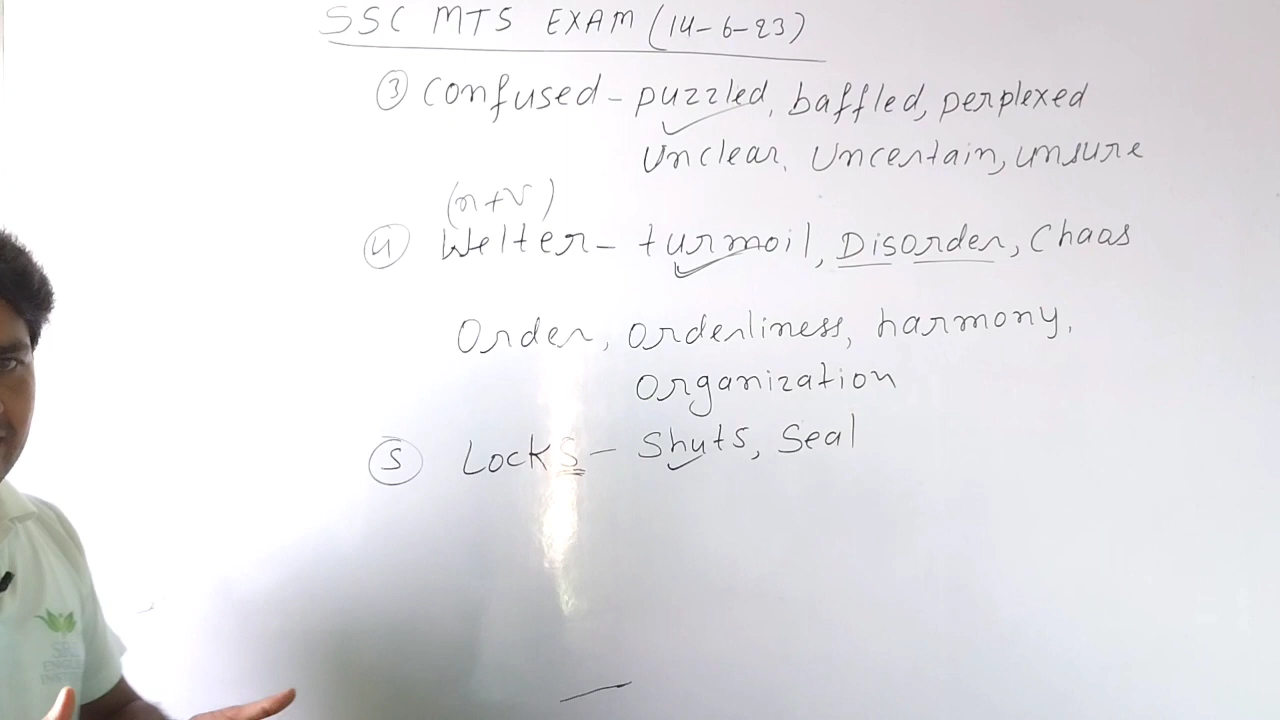 SSC MTS EXAM (14-6-23)
③ Confused - puzzled, baffled, perplexed
Unclear, Uncertain, unsure
(n+v)
④ Welter - turmoil, Disorder, Chaos
Order, orderliness, harmony,
Organization
⑤ Locks - Shuts, Seal